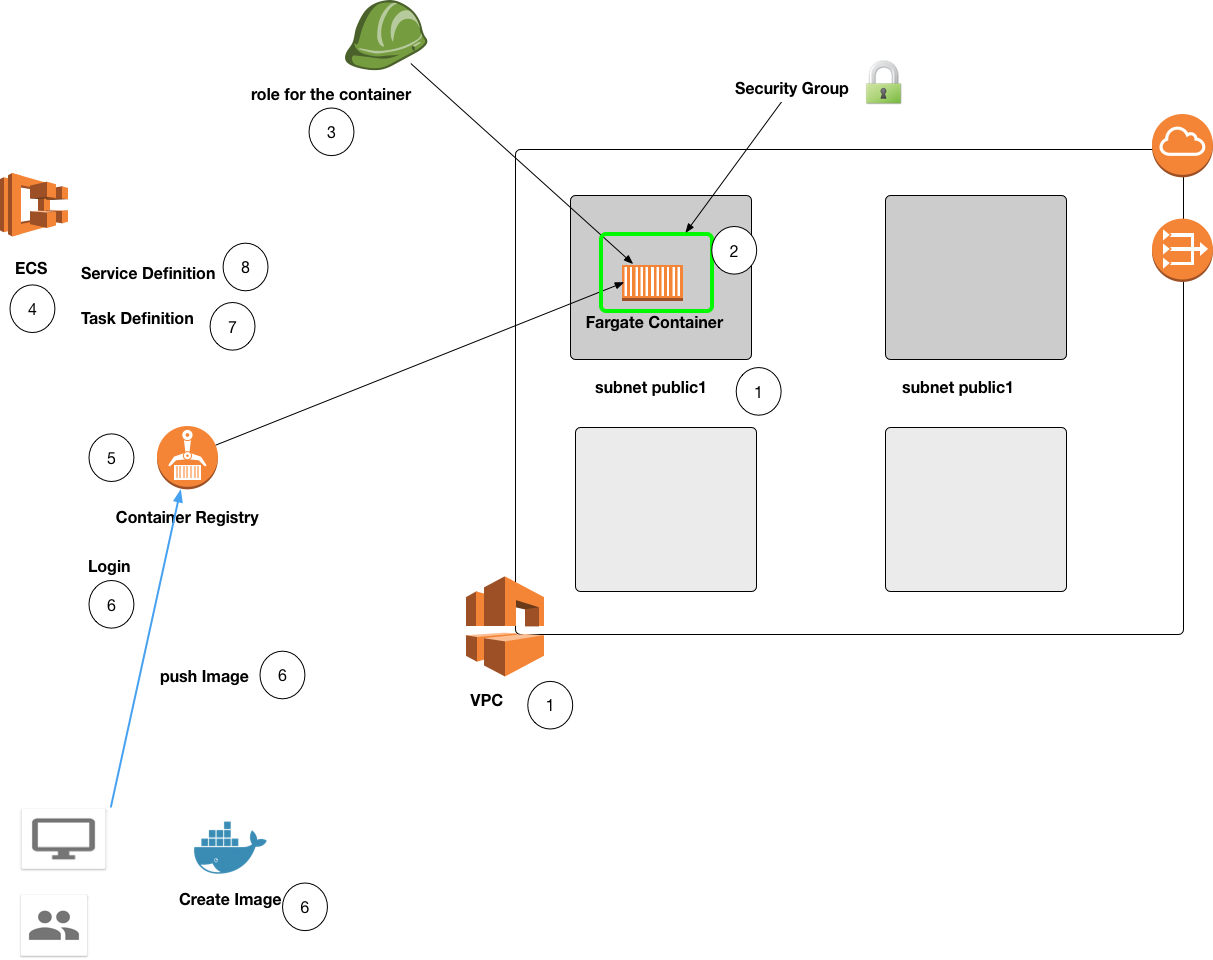 role for the container
3
Security Group
ECS
4
Service Definition
8
Task Definition
7
2
Fargate Container
subnet public1
1
subnet public1
5
Container Registry
Login
6
push Image
6
VPC
1
Create Image
6